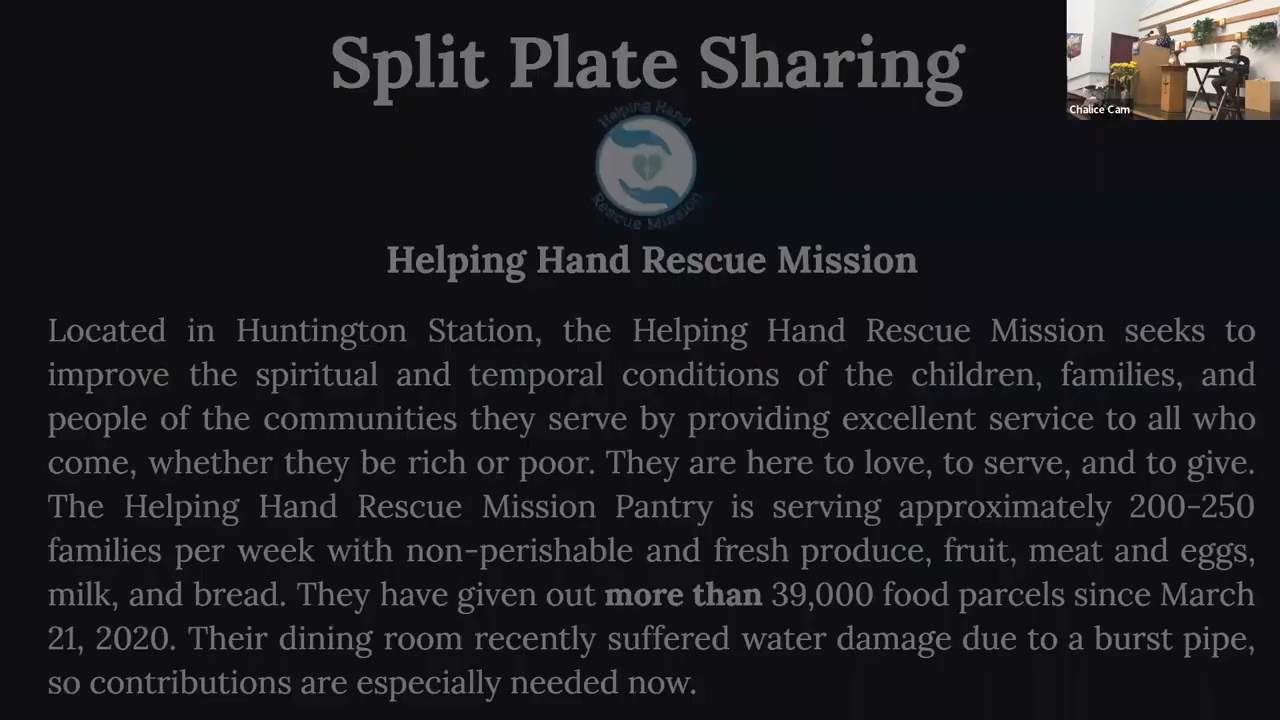 Split Plate Sharing
Chalice Cam
Helping Hand
Rescue Mission
Helping Hand Rescue Mission
Located in Huntington Station, the Helping Hand Rescue Mission seeks to
improve the spiritual and temporal conditions of the children, families, and
people of the communities they serve by providing excellent service to all who
come, whether they be rich or poor. They are here to love, to serve, and to give.
The Helping Hand Rescue Mission Pantry is serving approximately 200-250
families per week with non-perishable and fresh produce, fruit, meat and eggs,
milk, and bread. They have given out more than 39,000 food parcels since March
21, 2020. Their dining room recently suffered water damage due to a burst pipe,
so contributions are especially needed now.